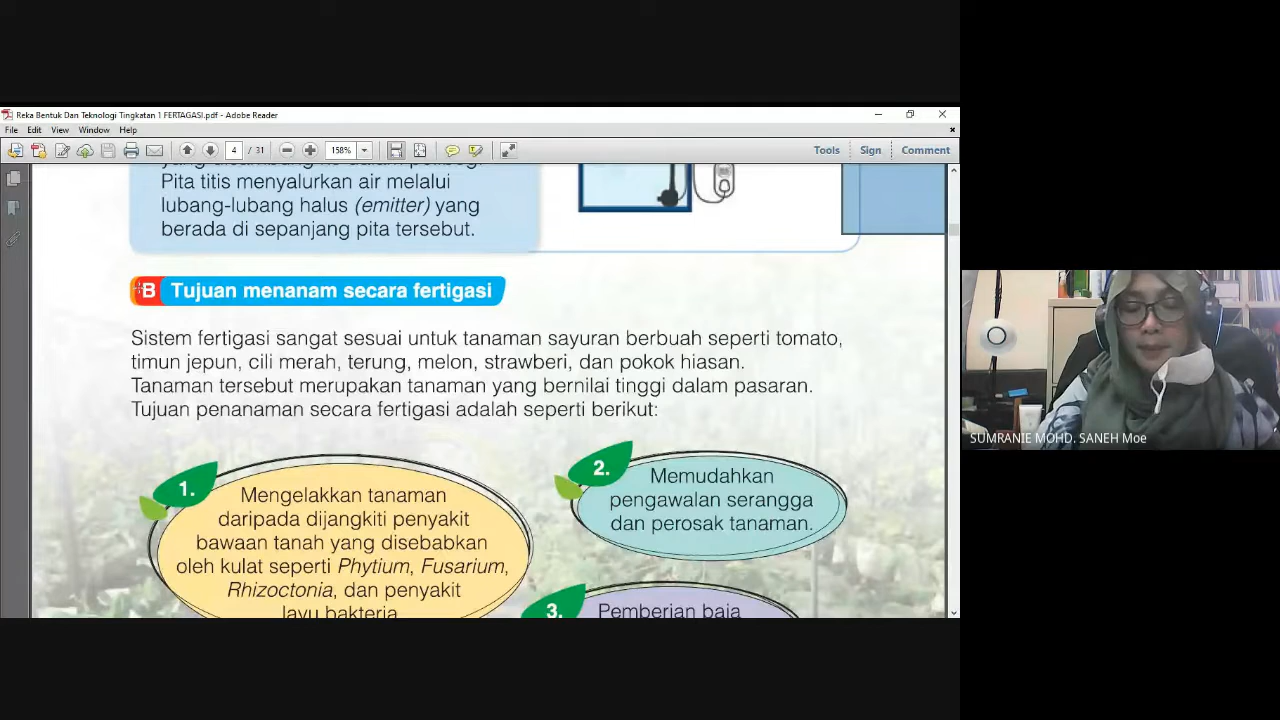 Reka Bentuk Dan Teknologi Tingkatan 1 FERTAGASI.pdf - Adobe Reader
File Edit View Window Help
4 / 31 158% Tools Sign Comment
Pita titis menyalurkan air melalui
lubang-lubang halus (emitter) yang
berada di sepanjang pita tersebut.
B Tujuan menanam secara fertigasi
Sistem fertigasi sangat sesuai untuk tanaman sayuran berbuah seperti tomato,
timun jepun, cili merah, terung, melon, strawberi, dan pokok hiasan.
Tanaman tersebut merupakan tanaman yang bernilai tinggi dalam pasaran.
Tujuan penanaman secara fertigasi adalah seperti berikut:
1.
Mengelakkan tanaman
daripada dijangkiti penyakit
bawaan tanah yang disebabkan
oleh kulat seperti Phytium, Fusarium,
Rhizoctonia, dan penyakit
layu bakteria
2.
Memudahkan
pengawalan serangga
dan perosak tanaman.
3.
Pemberian baja
SUMRANIE MOHD. SANEH Moe